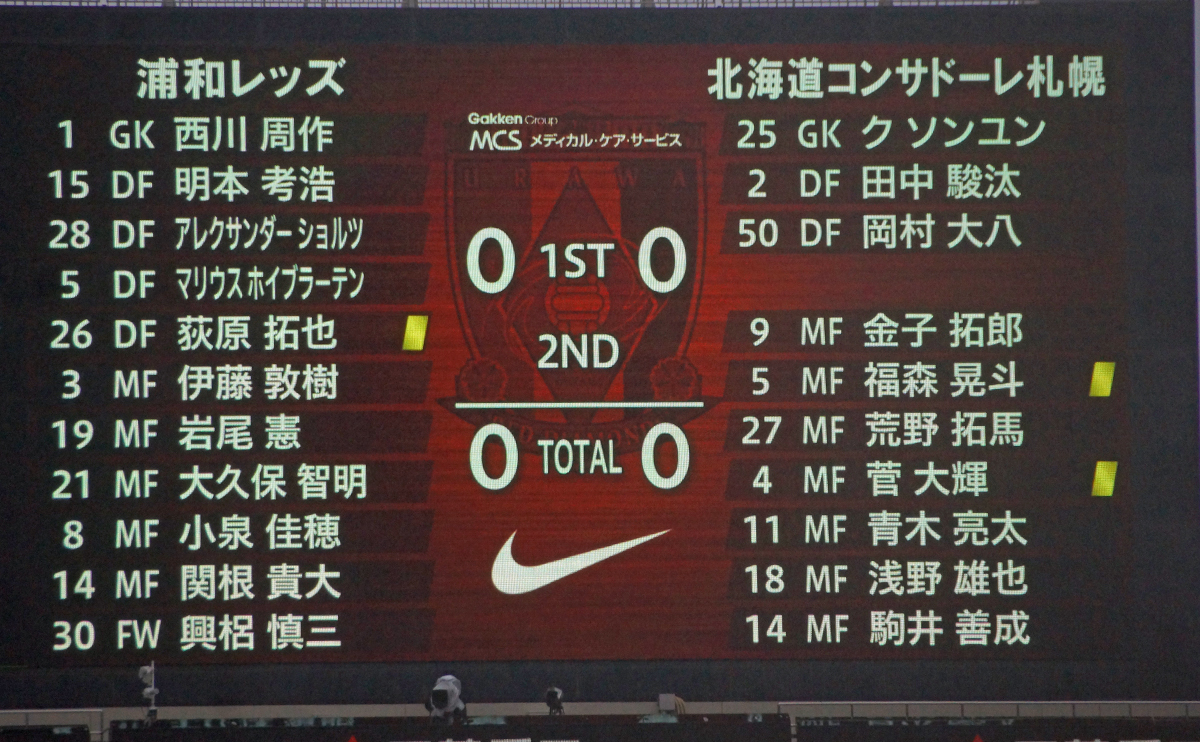 浦和レッズ
1 GK 西川 周作
15 DF 明本 考浩
28 DF アレクサンダー ショルツ
5 DF マリウス ホイブラーテン
26 DF 荻原 拓也
3 MF 伊藤 敦樹
19 MF 岩尾 憲
21 MF 大久保 智明
8 MF 小泉 佳穂
14 MF 関根 貴大
30 FW 興梠 慎三
Gakken Group
MCS メディカル・ケア・サービス
URAWA
0 1ST 0
2ND
0 TOTAL 0
北海道コンサドーレ札幌
25 GK ク ソンユン
2 DF 田中 駿汰
50 DF 岡村 大八
9 MF 金子 拓郎
5 MF 福森 晃斗
27 MF 荒野 拓馬
4 MF 菅 大輝
11 MF 青木 亮太
18 MF 浅野 雄也
14 MF 駒井 善成